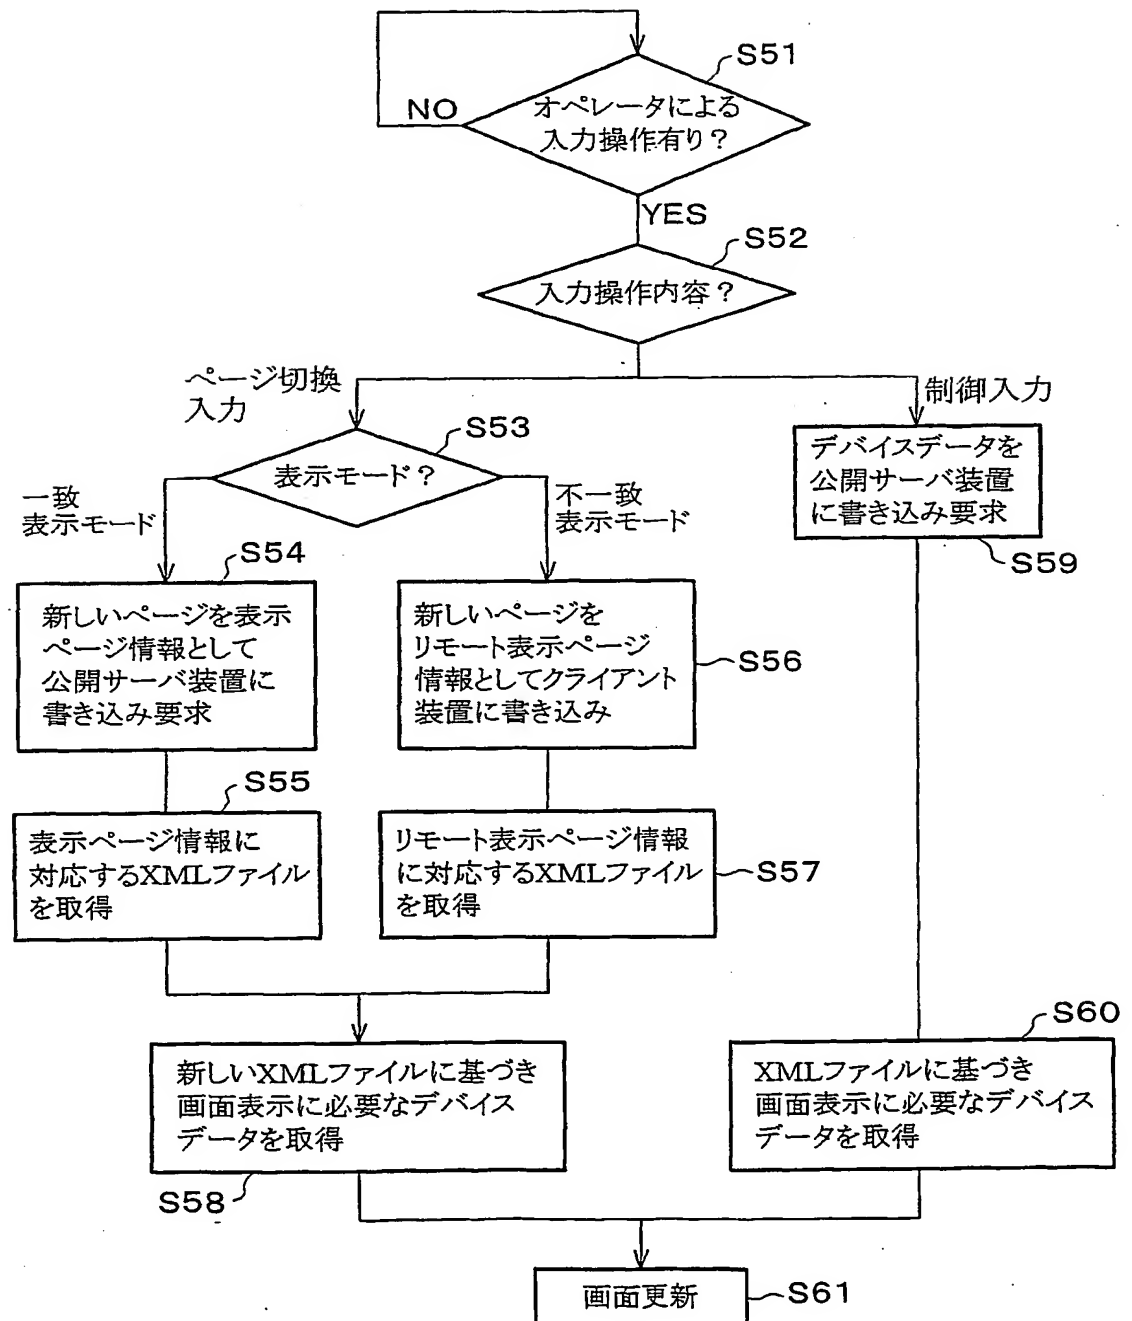 S51
NO
オペレータによる
入力操作有り？
YES
S52
入力操作内容？
ページ切換
入力
制御入力
S53
表示モード？
一致
表示モード
不一致
表示モード
デバイスデータを
公開サーバ装置
に書き込み要求
S59
S54
新しいページを表示
ページ情報として
公開サーバ装置に
書き込み要求
新しいページを
リモート表示ページ
情報としてクライアント
装置に書き込み
S56
S55
表示ページ情報に
対応するXMLファイル
を取得
リモート表示ページ情報
に対応するXMLファイル
を取得
S57
新しいXMLファイルに基づき
画面表示に必要なデバイス
データを取得
S58
S60
XMLファイルに基づき
画面表示に必要なデバイス
データを取得
画面更新
S61